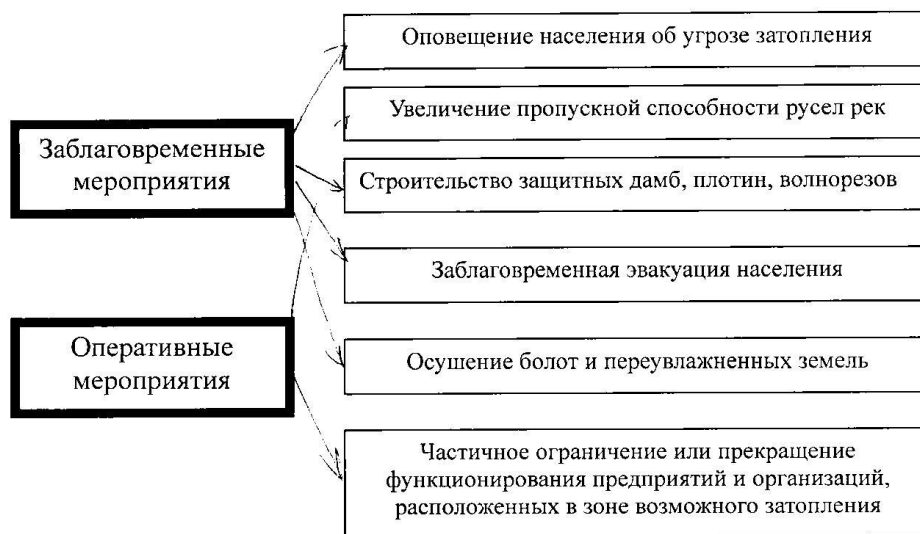 Оповещение населения об угрозе затопления
Увеличение пропускной способности русел рек
Заблаговременные
мероприятия
Строительство защитных дамб, плотин, волнорезов
Заблаговременная эвакуация населения
Оперативные
мероприятия
Осушение болот и переувлажненных земель
Частичное ограничение или прекращение
функционирования предприятий и организаций,
расположенных в зоне возможного затопления